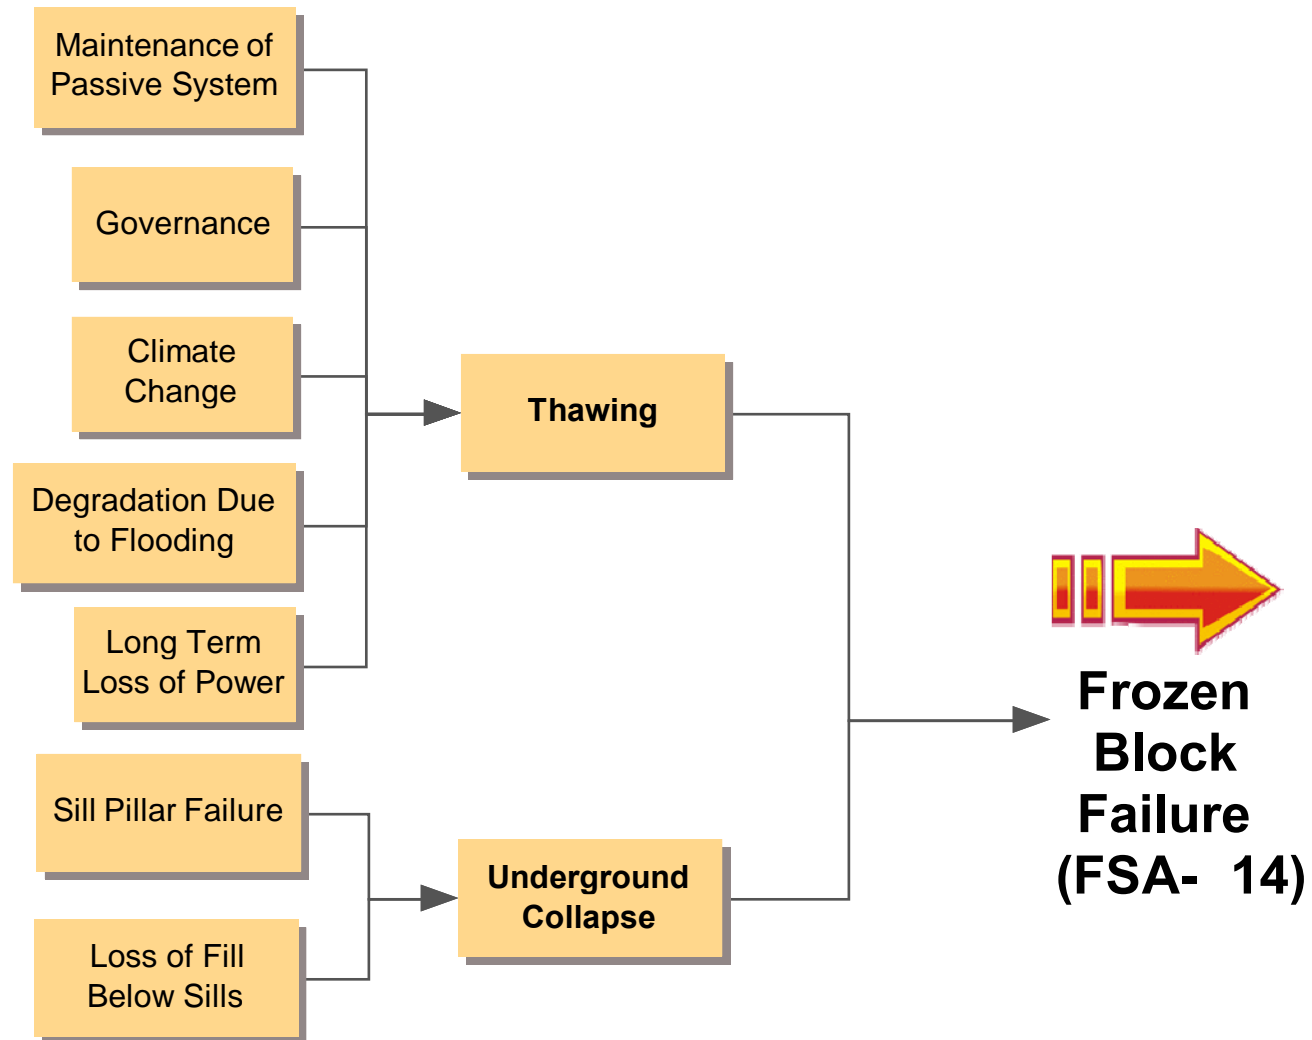 Maintenance of
Passive System
Governance
Climate
Change
Degradation Due
to Flooding
Long Term
Loss of Power
Sill Pillar Failure
Loss of Fill
Below Sills
Thawing
Underground
Collapse
Frozen
Block
Failure
(FSA- 14)